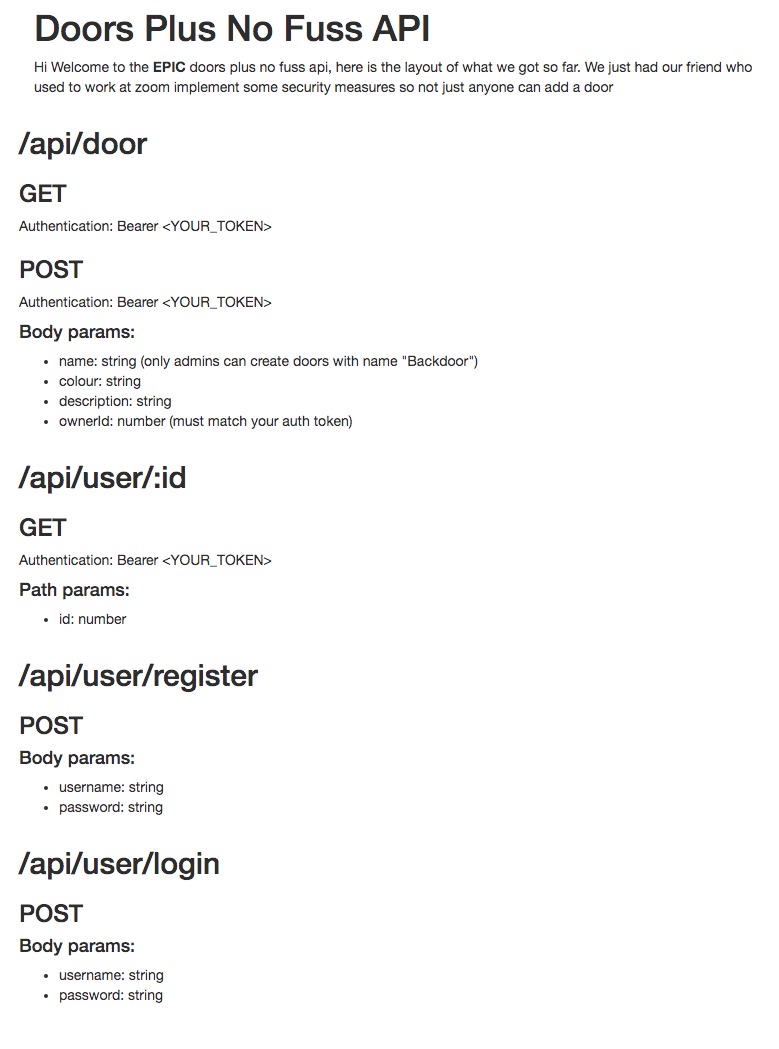 Doors Plus No Fuss API
Hi Welcome to the EPIC doors plus no fuss api, here is the layout of what we got so far. We just had our friend who
used to work at zoom implement some security measures so not just anyone can add a door
/api/door
GET
Authentication: Bearer <YOUR_TOKEN>
POST
Authentication: Bearer <YOUR_TOKEN>
Body params:
• name: string (only admins can create doors with name "Backdoor")
• colour: string
• description: string
• ownerId: number (must match your auth token)
/api/user/:id
GET
Authentication: Bearer <YOUR_TOKEN>
Path params:
• id: number
/api/user/register
POST
Body params:
• username: string
• password: string
/api/user/login
POST
Body params:
• username: string
• password: string